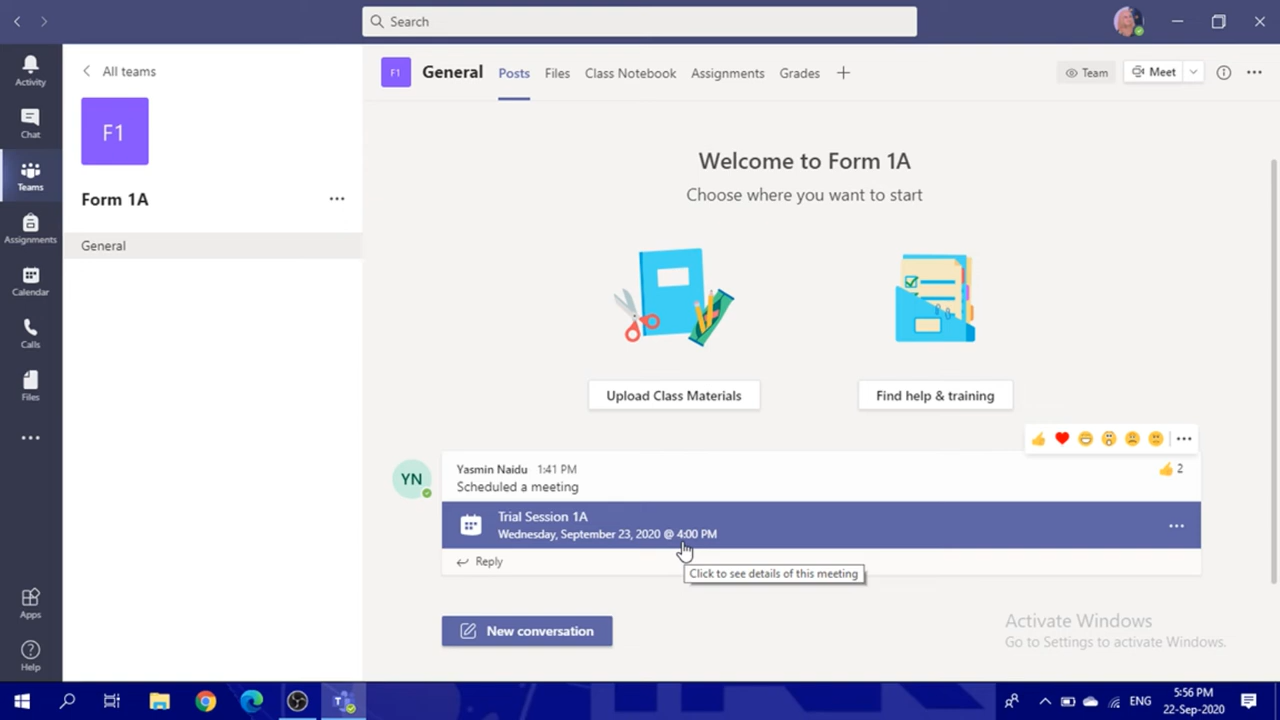 Search
Activity
Chat
Teams
Assignments
Calendar
Calls
Files
Apps
Help
All teams
F1
Form 1A
General
F1
General
Posts
Files
Class Notebook
Assignments
Grades
Team
Meet
Welcome to Form 1A
Choose where you want to start
Upload Class Materials
Find help & training
YN
Yasmin Naidu 1:41 PM
2
Scheduled a meeting
Trial Session 1A
Wednesday, September 23, 2020 @ 4:00 PM
Reply
Click to see details of this meeting
New conversation
Activate Windows
Go to Settings to activate Windows.
ENG
5:56 PM
22-Sep-2020